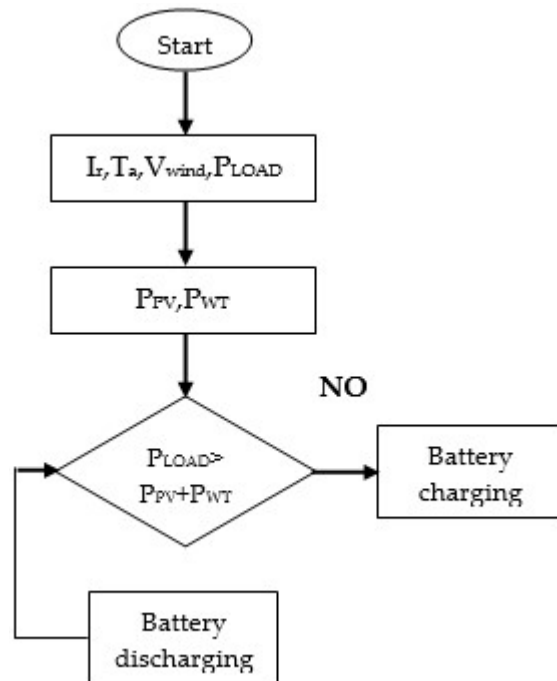 Start
Ir,Ta,Vwind,PLOAD
PPV,PWT
NO
PLOAD>
PPV+PWT
Battery
charging
Battery
discharging